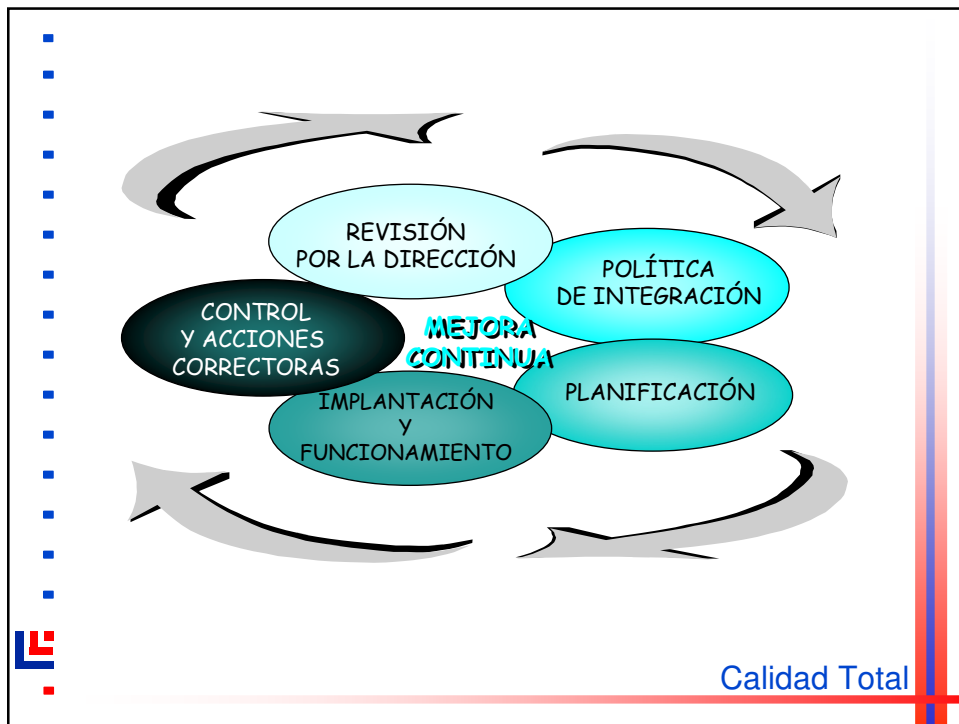 REVISIÓN
POR LA DIRECCIÓN
POLÍTICA
DE INTEGRACIÓN
CONTROL
Y ACCIONES
CORRECTORAS
MEJORA
CONTINUA
PLANIFICACIÓN
IMPLANTACIÓN
Y
FUNCIONAMIENTO
Calidad Total